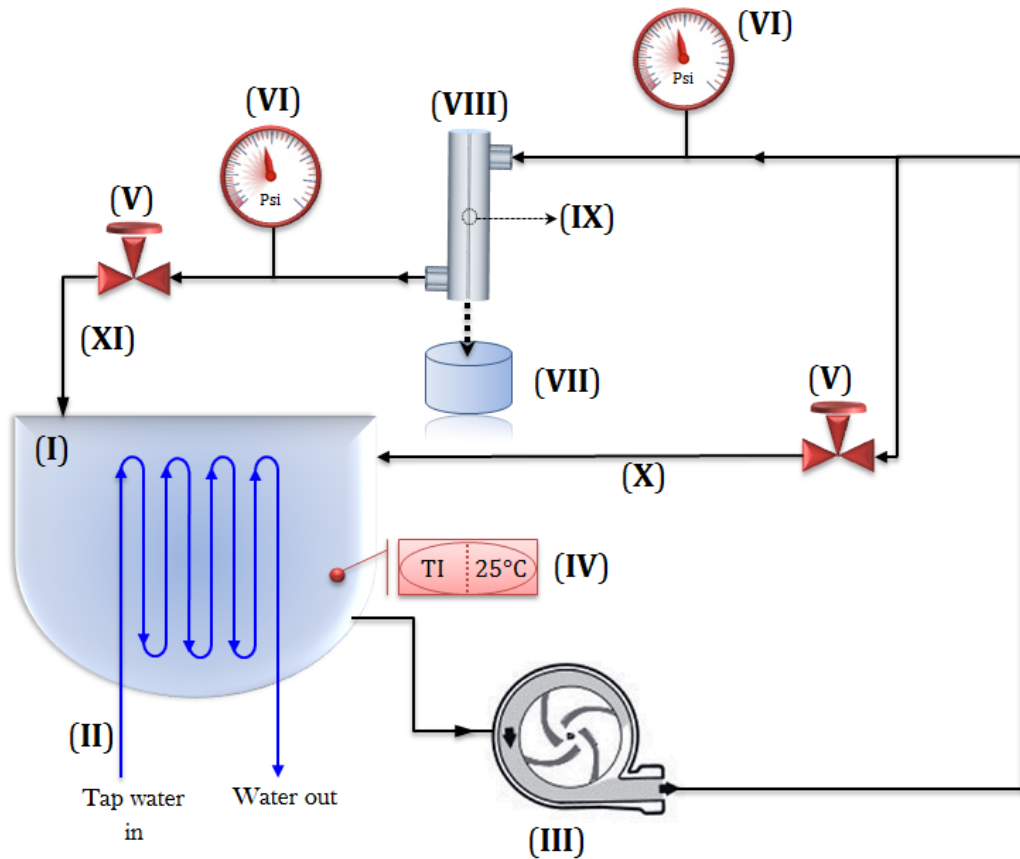 (VI)
Psi
(VI)
Psi
(VIII)
(V)
(IX)
(XI)
(VII)
(V)
(I)
(X)
TI 25°C
(IV)
(II)
Tap water
in
Water out
(III)